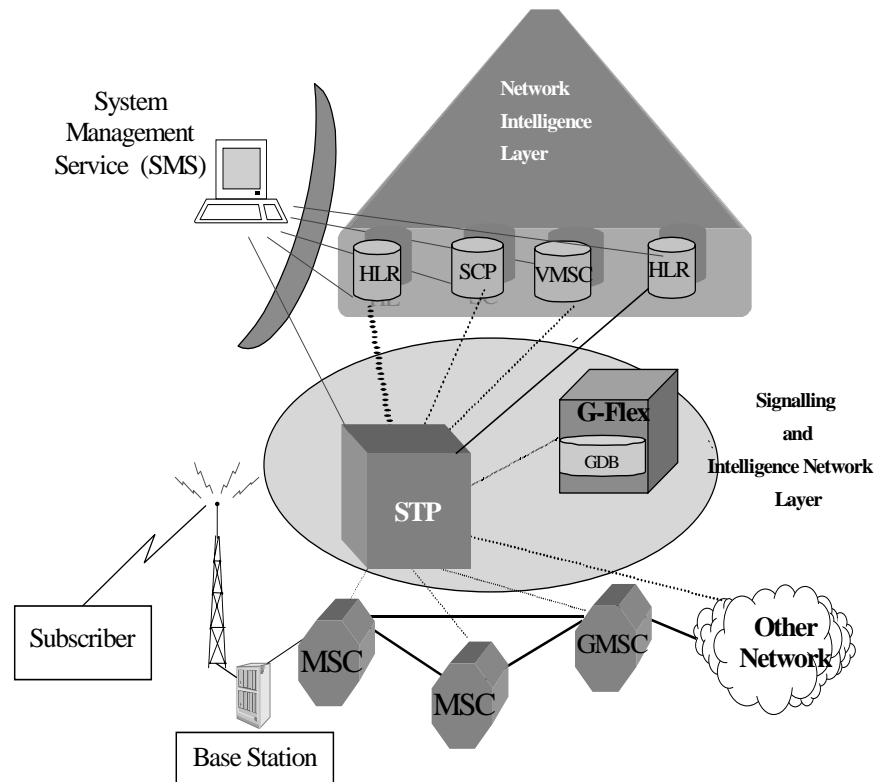 System
Management
Service (SMS)
Network
Intelligence
Layer
HLR
SCP
VMSC
HLR
G-Flex
GDB
Signalling
and
Intelligence Network
Layer
STP
Subscriber
MSC
MSC
GMSC
Other
Network
Base Station